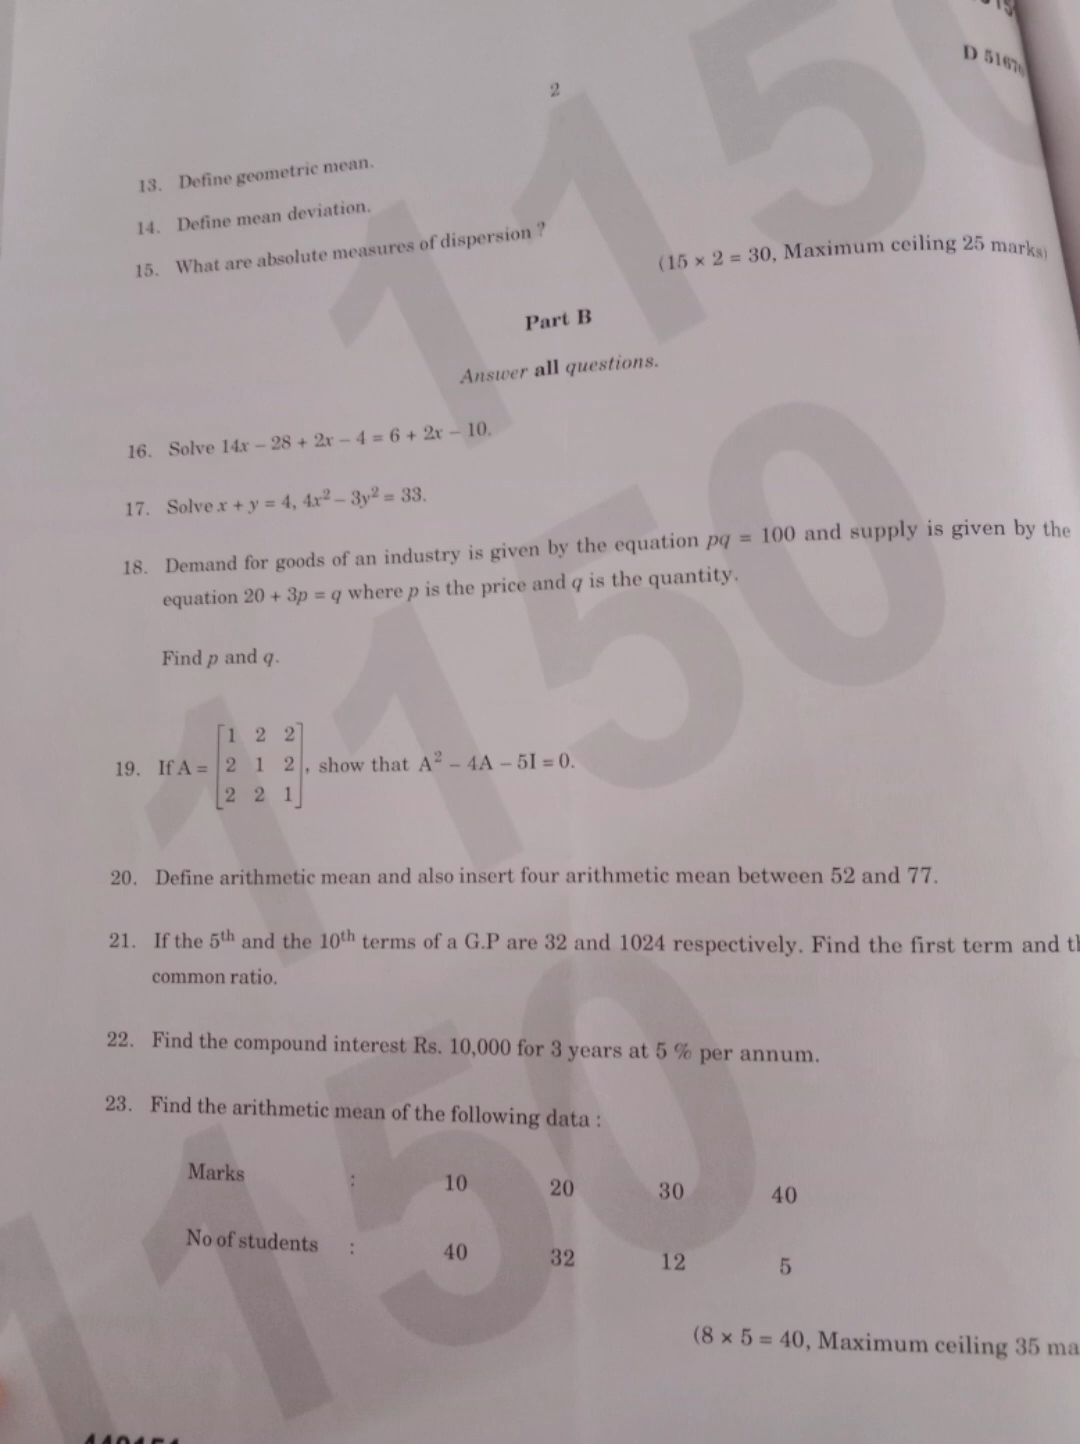 D 5167
2
13. Define geometric mean.
14. Define mean deviation.
15. What are absolute measures of dispersion ?
(15 × 2 = 30, Maximum ceiling 25 marks)
Part B
Answer all questions.
16. Solve 14x – 28 + 2x – 4 = 6 + 2x – 10.
17. Solve x + y = 4, 4x² – 3y² = 33.
18. Demand for goods of an industry is given by the equation pq = 100 and supply is given by the
equation 20 + 3p = q where p is the price and q is the quantity.
Find p and q.
19. If A = [1 2 2; 2 1 2; 2 2 1], show that A² – 4A – 5I = 0.
20. Define arithmetic mean and also insert four arithmetic mean between 52 and 77.
21. If the 5th and the 10th terms of a G.P are 32 and 1024 respectively. Find the first term and
common ratio.
22. Find the compound interest Rs. 10,000 for 3 years at 5 % per annum.
23. Find the arithmetic mean of the following data :
Marks : 10 20 30 40
No of students : 40 32 12 5
(8 × 5 = 40, Maximum ceiling 35
1150
1150
1150